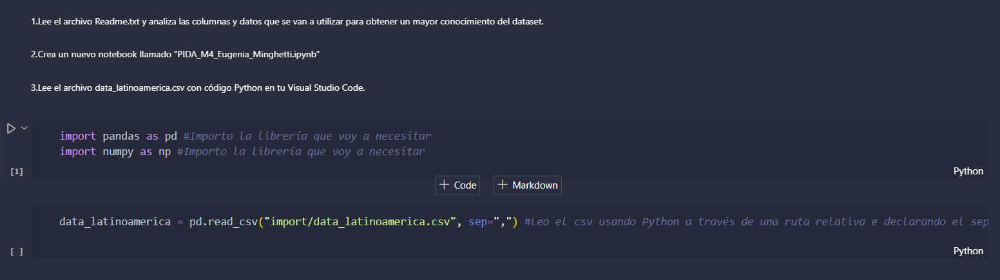 1.Lee el archivo Readme.txt y analiza las columnas y datos que se van a utilizar para obtener un mayor conocimiento del dataset.
2.Crea un nuevo notebook llamado “PIDA_M4_Eugenia_Minghetti.ipynb”
3.Lee el archivo data_latinoamerica.csv con código Python en tu Visual Studio Code.
import pandas as pd #Importo la librería que voy a necesitar
import numpy as np #Importo la librería que voy a necesitar
[1]
Python
+ Code + Markdown
data_latinoamerica = pd.read_csv("import/data_latinoamerica.csv", sep=",") #Leo el csv usando Python a través de una ruta relativa e declarando el sep
[ ]
Python